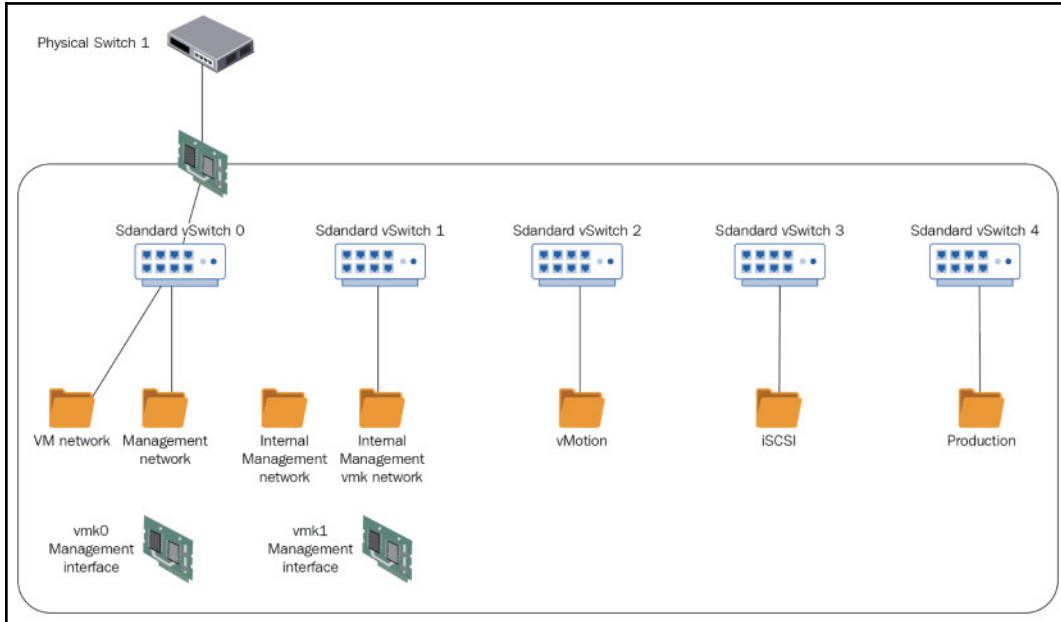 Physical Switch 1
Sdandard vSwitch 0
Sdandard vSwitch 1
Sdandard vSwitch 2
Sdandard vSwitch 3
Sdandard vSwitch 4
VM network
Management
network
Internal
Management
network
Internal
Management
vmk network
vMotion
iSCSI
Production
vmk0
Management
interface
vmk1
Management
interface